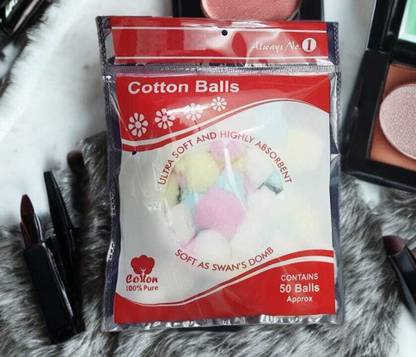 Always No. 1
Cotton Balls
ULTRA SOFT AND HIGHLY ABSORBENT
SOFT AS SWAN'S DOMB
Cotton
100% Pure
CONTAINS
50 Balls
Approx